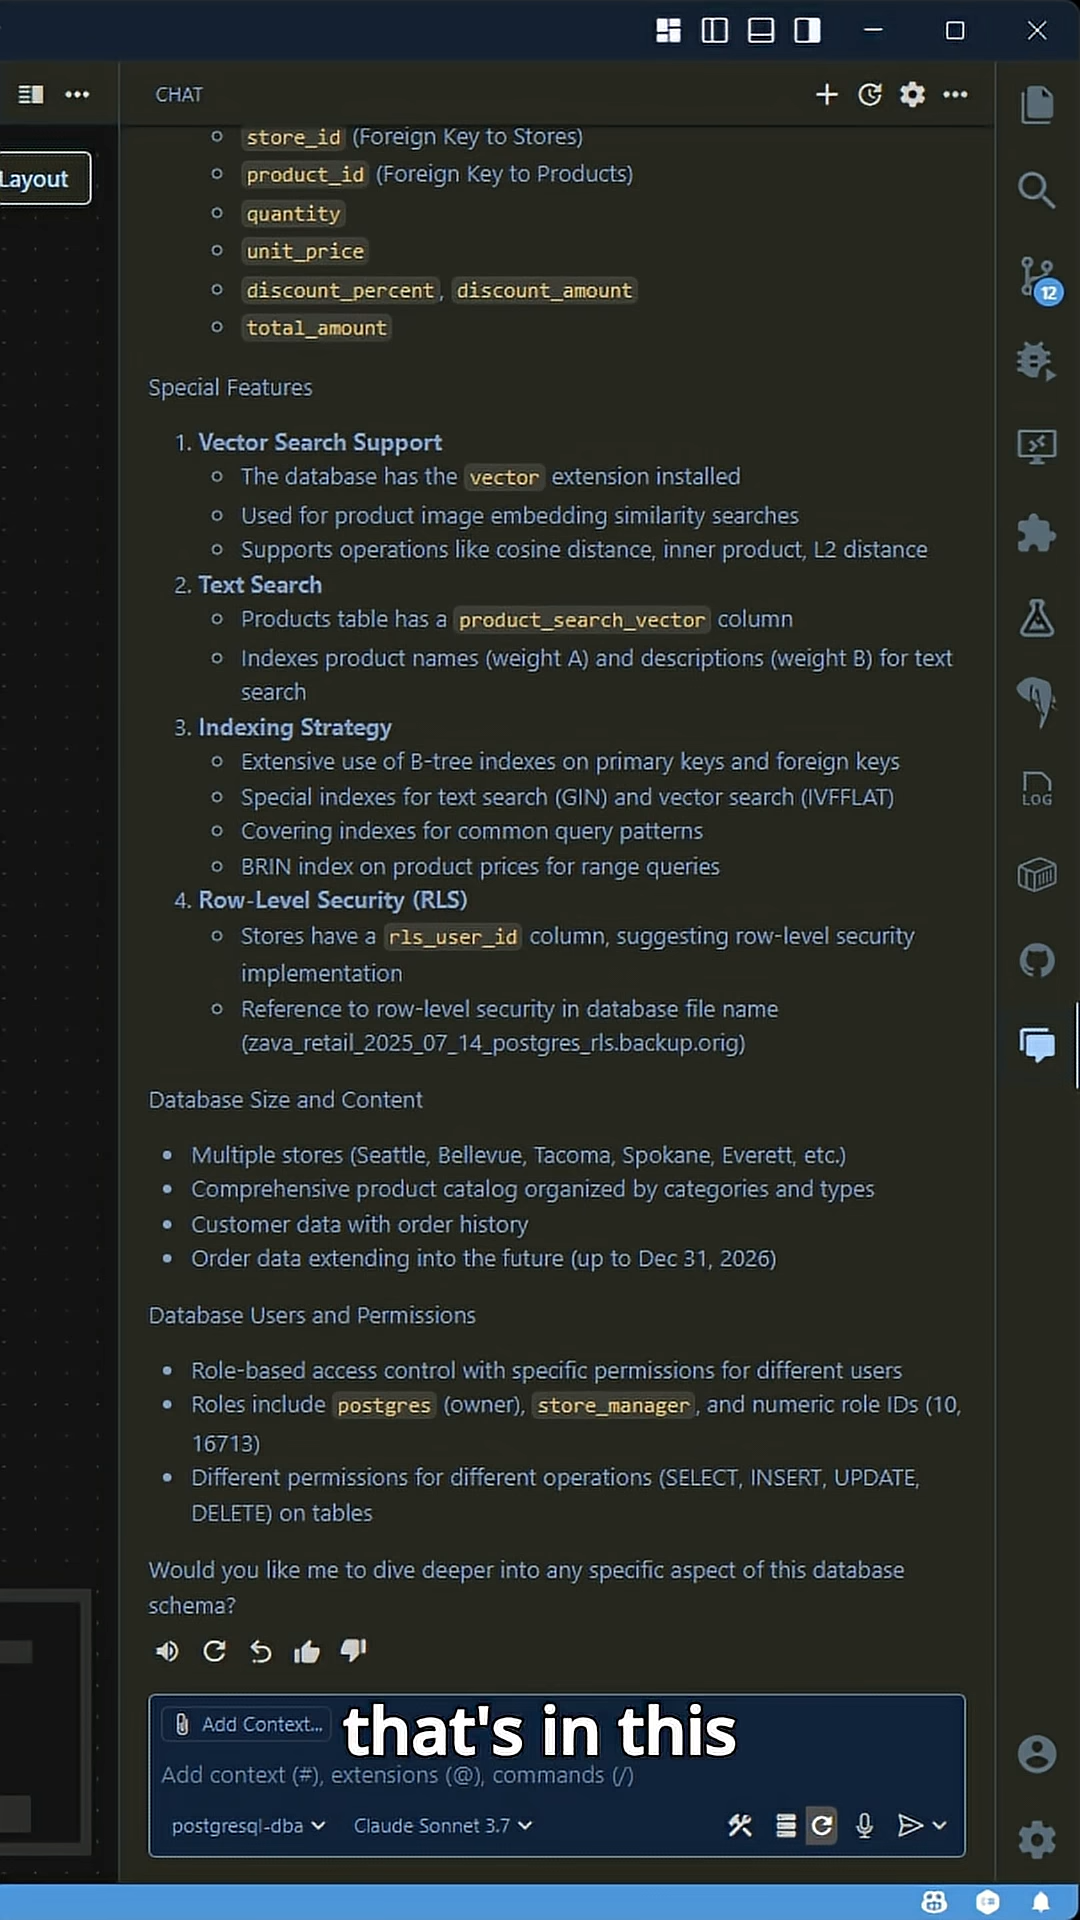 CHAT
Layout
store_id (Foreign Key to Stores)
product_id (Foreign Key to Products)
quantity
unit_price
discount_percent, discount_amount
total_amount
Special Features
1. Vector Search Support
The database has the vector extension installed
Used for product image embedding similarity searches
Supports operations like cosine distance, inner product, L2 distance
2. Text Search
Products table has a product_search_vector column
Indexes product names (weight A) and descriptions (weight B) for text
search
3. Indexing Strategy
Extensive use of B-tree indexes on primary keys and foreign keys
Special indexes for text search (GIN) and vector search (IVFFLAT)
Covering indexes for common query patterns
BRIN index on product prices for range queries
4. Row-Level Security (RLS)
Stores have a rls_user_id column, suggesting row-level security
implementation
Reference to row-level security in database file name
(zava_retail_2025_07_14_postgres_rls.backup.orig)
Database Size and Content
Multiple stores (Seattle, Bellevue, Tacoma, Spokane, Everett, etc.)
Comprehensive product catalog organized by categories and types
Customer data with order history
Order data extending into the future (up to Dec 31, 2026)
Database Users and Permissions
Role-based access control with specific permissions for different users
Roles include postgres (owner), store_manager, and numeric role IDs (10,
16713)
Different permissions for different operations (SELECT, INSERT, UPDATE,
DELETE) on tables
Would you like me to dive deeper into any specific aspect of this database
schema?
Add Context...
that's in this
Add context (#), extensions (@), commands (/)
postgresql-dba Claude Sonnet 3.7
12
LOG